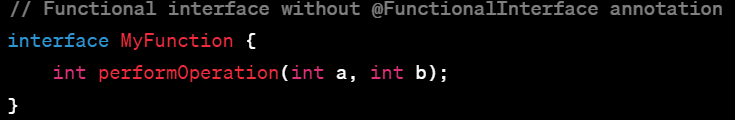 // Functional interface without @FunctionalInterface annotation
interface MyFunction {
    int performOperation(int a, int b);
}